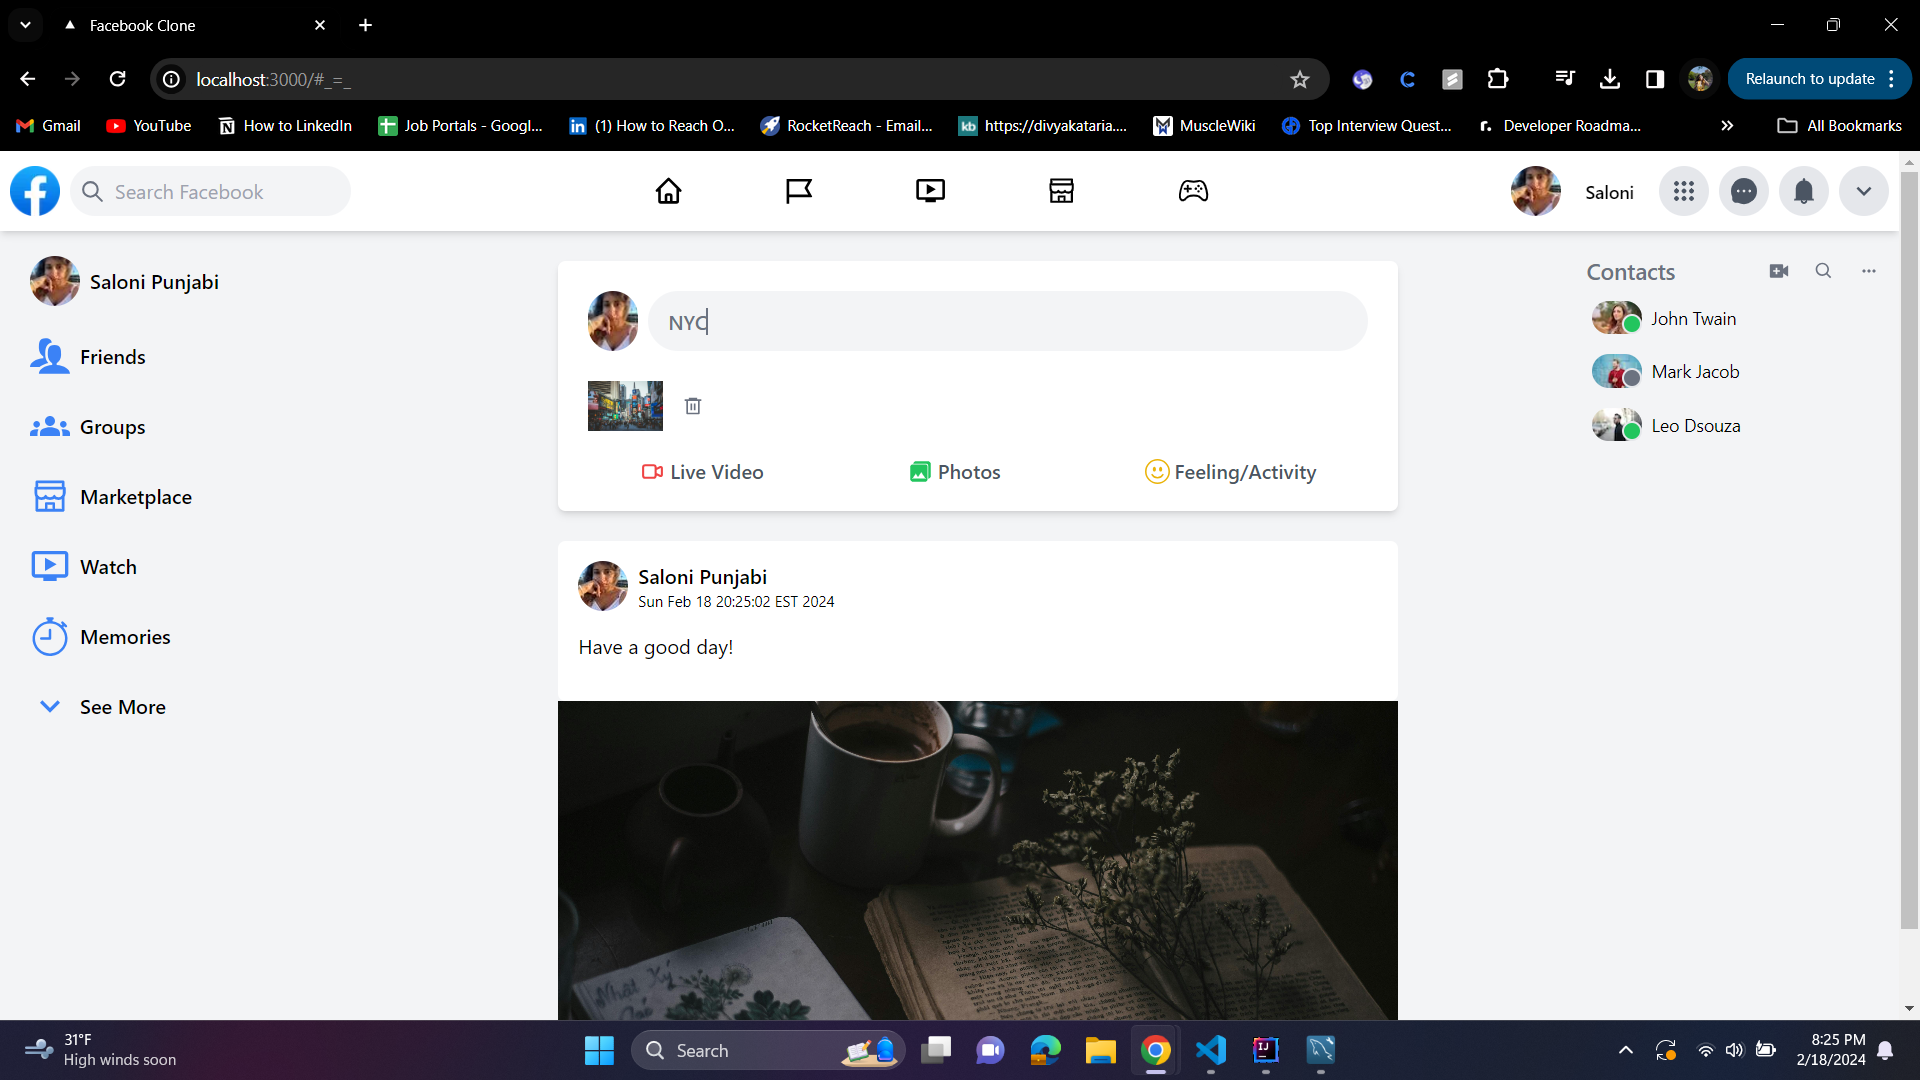 Facebook Clone
localhost:3000/#_=_
Relaunch to update
Gmail
YouTube
How to LinkedIn
Job Portals - Googl...
(1) How to Reach O...
RocketReach - Email...
https://divyakataria....
MuscleWiki
Top Interview Quest...
Developer Roadma...
All Bookmarks
Search Facebook
Saloni
Saloni Punjabi
Friends
Groups
Marketplace
Watch
Memories
See More
NYC
Live Video
Photos
Feeling/Activity
Saloni Punjabi
Sun Feb 18 20:25:02 EST 2024
Have a good day!
Nhật Ký
Contacts
John Twain
Mark Jacob
Leo Dsouza
31°F
High winds soon
Search
8:25 PM
2/18/2024